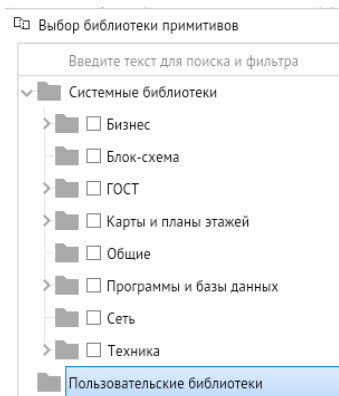 Выбор библиотеки примитивов
Введите текст для поиска и фильтра
Системные библиотеки
Бизнес
Блок-схема
ГОСТ
Карты и планы этажей
Общие
Программы и базы данных
Сеть
Техника
Пользовательские библиотеки